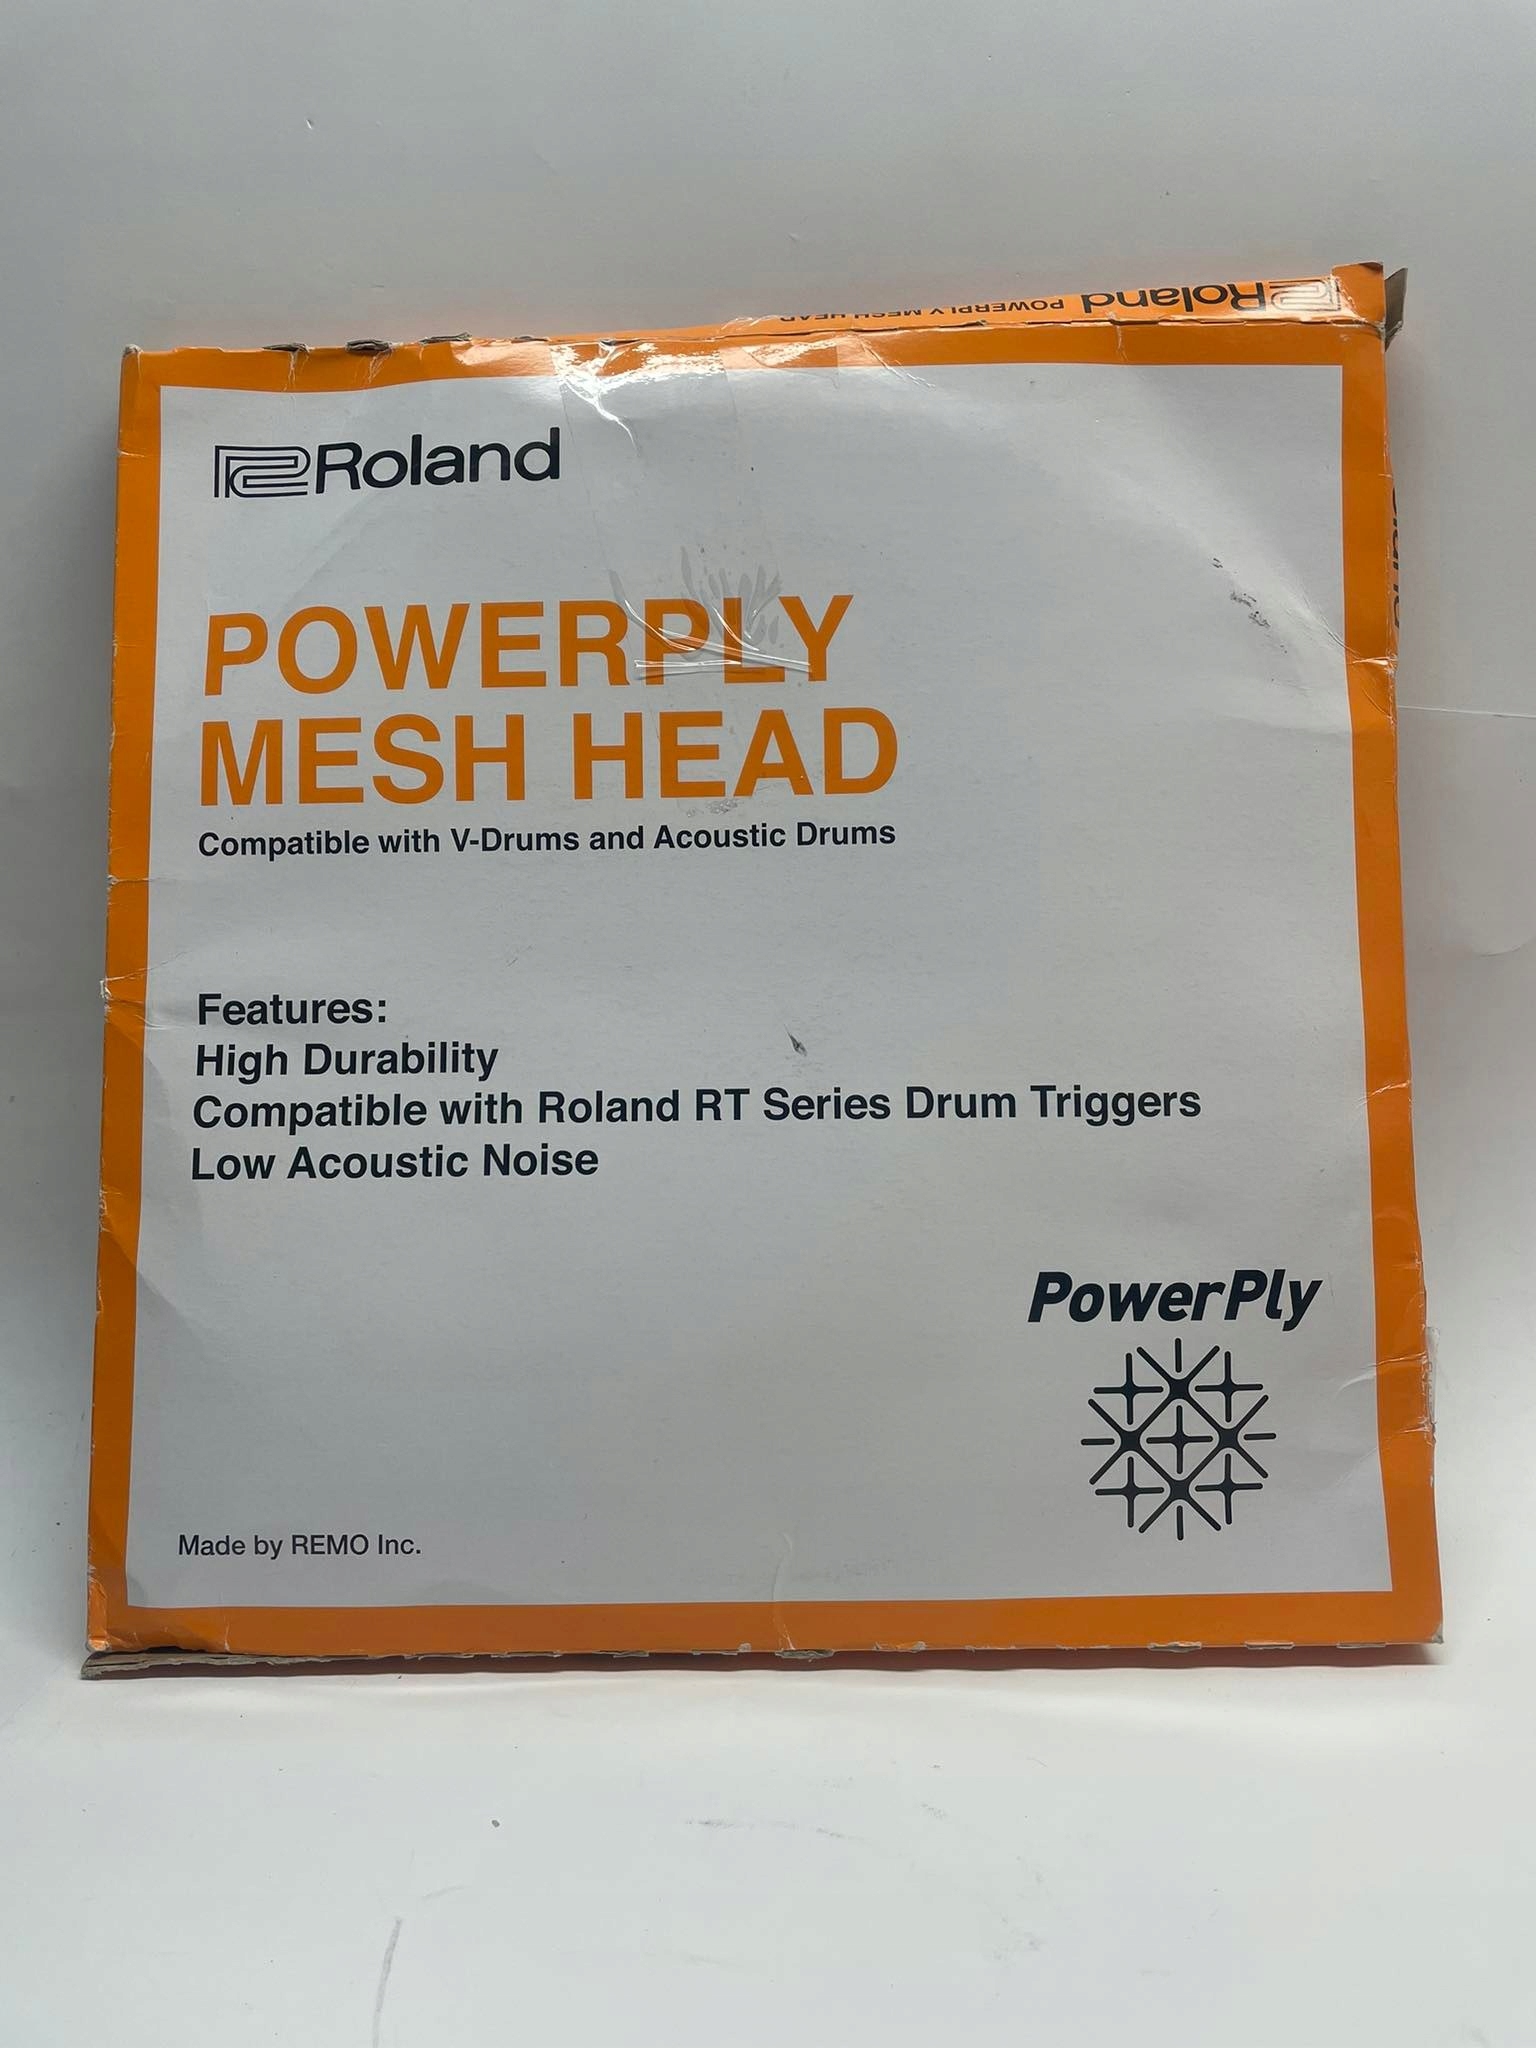 Roland POWERPLY MESH HEAD
Roland
POWERPLY
MESH HEAD
Compatible with V-Drums and Acoustic Drums
Features:
High Durability
Compatible with Roland RT Series Drum Triggers
Low Acoustic Noise
PowerPly
Made by REMO Inc.